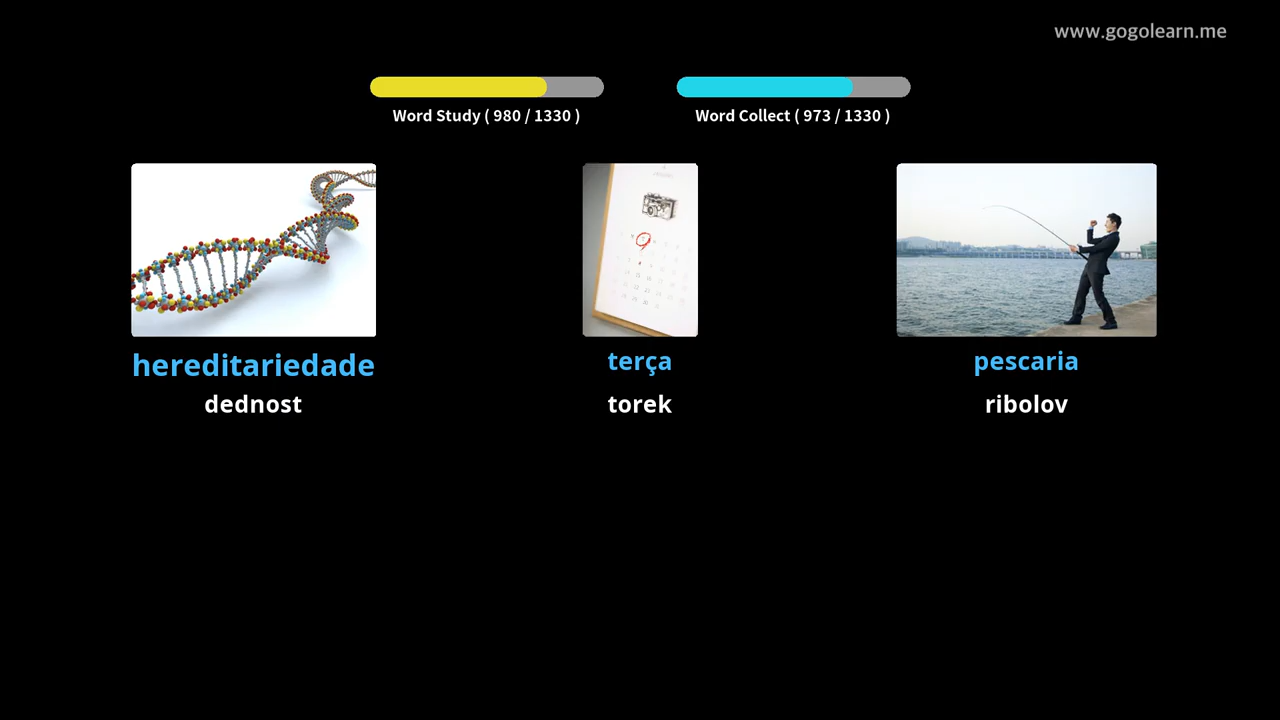 www.gogolearn.me
Word Study ( 980 / 1330 )
Word Collect ( 973 / 1330 )
hereditariedade
terça
pescaria
dednost
torek
ribolov